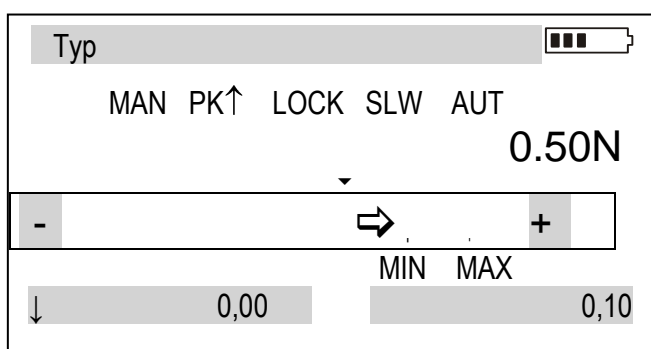 Typ
MAN PK↑ LOCK SLW AUT
0.50N
- +
MIN MAX
↓ 0,00 0,10